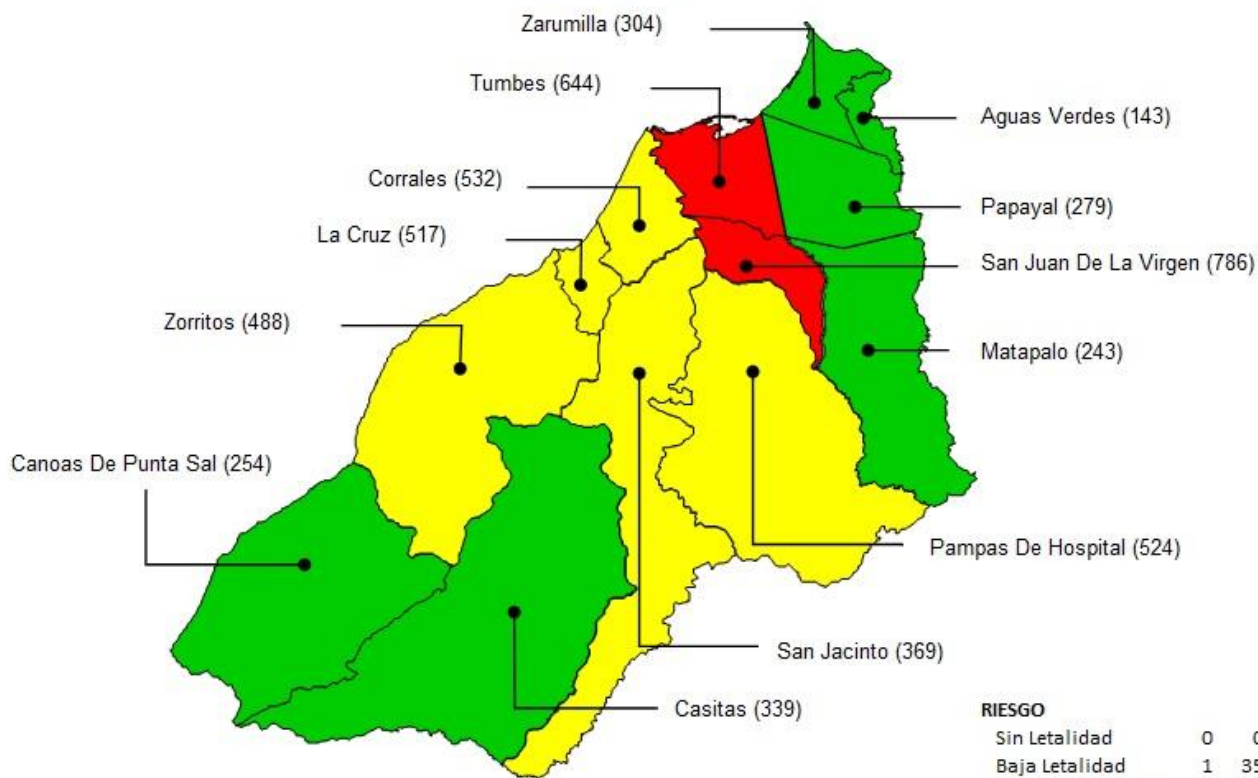 Zarumilla (304)
Tumbes (644)
Aguas Verdes (143)
Corrales (532)
Papayal (279)
La Cruz (517)
San Juan De La Virgen (786)
Zorritos (488)
Matapalo (243)
Canoas De Punta Sal (254)
Pampas De Hospital (524)
San Jacinto (369)
Casitas (339)
RIESGO
Sin Letalidad 0
Baja Letalidad 1